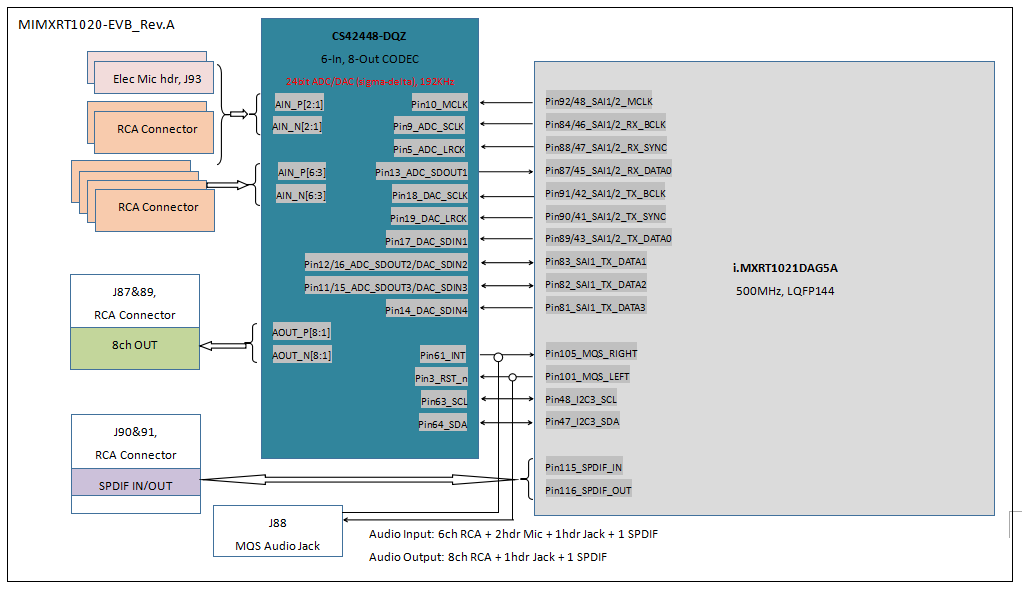 MIMXRT1020-EVB_Rev.A
CS42448-DQZ
6-In, 8-Out CODEC
24bit ADC/DAC (sigma-delta), 192KHz
Elec Mic hdr, J93
RCA Connector
RCA Connector
AIN_P[2:1]
AIN_N[2:1]
AIN_P[6:3]
AIN_N[6:3]
Pin10_MCLK
Pin9_ADC_SCLK
Pin5_ADC_LRCK
Pin13_ADC_SDOUT1
Pin18_DAC_SCLK
Pin19_DAC_LRCK
Pin17_DAC_SDIN1
Pin12/16_ADC_SDOUT2/DAC_SDIN2
Pin11/15_ADC_SDOUT3/DAC_SDIN3
Pin14_DAC_SDIN4
Pin92/48_SAI1/2_MCLK
Pin84/46_SAI1/2_RX_BCLK
Pin88/47_SAI1/2_RX_SYNC
Pin87/45_SAI1/2_RX_DATA0
Pin91/42_SAI1/2_TX_BCLK
Pin90/41_SAI1/2_TX_SYNC
Pin89/43_SAI1/2_TX_DATA0
Pin83_SAI1_TX_DATA1
Pin82_SAI1_TX_DATA2
Pin81_SAI1_TX_DATA3
i.MXRT1021DAG5A
500MHz, LQFP144
J87&89,
RCA Connector
8ch OUT
AOUT_P[8:1]
AOUT_N[8:1]
Pin61_INT
Pin3_RST_n
Pin63_SCL
Pin64_SDA
Pin105_MQS_RIGHT
Pin101_MQS_LEFT
Pin48_I2C3_SCL
Pin47_I2C3_SDA
J90&91,
RCA Connector
SPDIF IN/OUT
Pin115_SPDIF_IN
Pin116_SPDIF_OUT
J88
MQS Audio Jack
Audio Input: 6ch RCA + 2hdr Mic + 1hdr Jack + 1 SPDIF
Audio Output: 8ch RCA + 1hdr Jack + 1 SPDIF